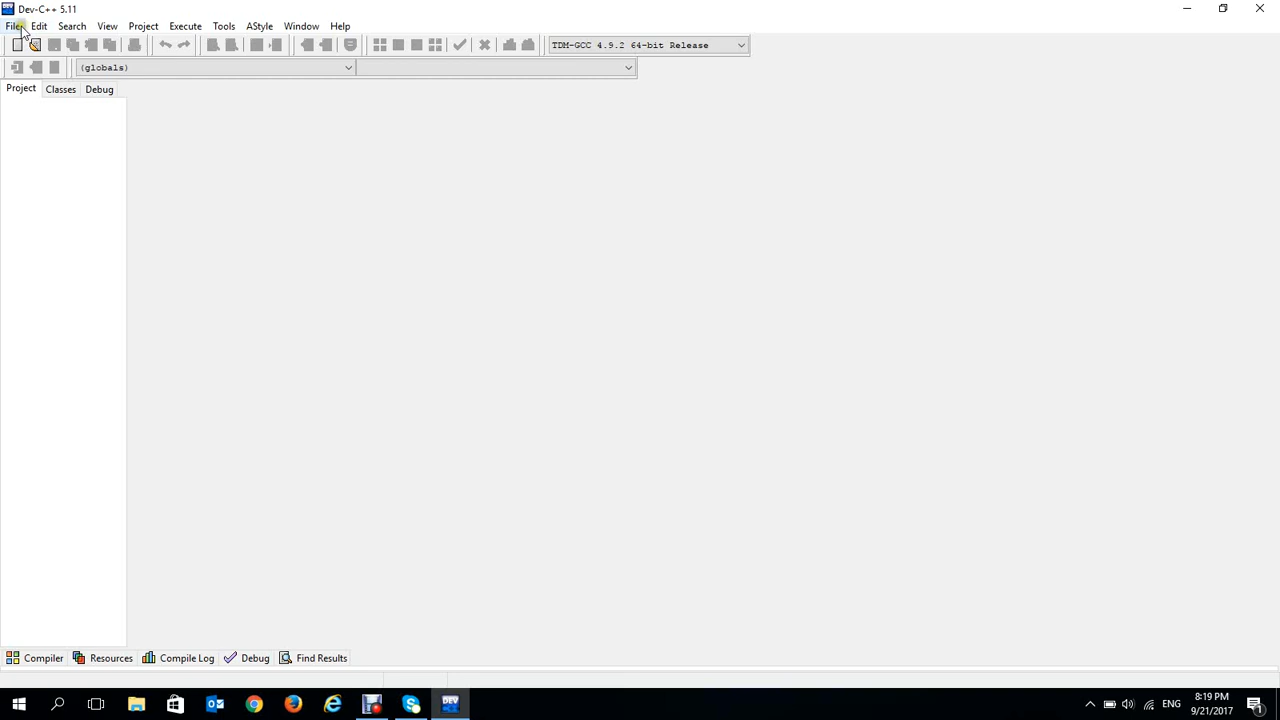 Dev-C++ 5.11
File Edit Search View Project Execute Tools AStyle Window Help
TDM-GCC 4.9.2 64-bit Release
(globals)
Project Classes Debug
Compiler Resources Compile Log Debug Find Results
DEV
8:19 PM
ENG
9/21/2017
1